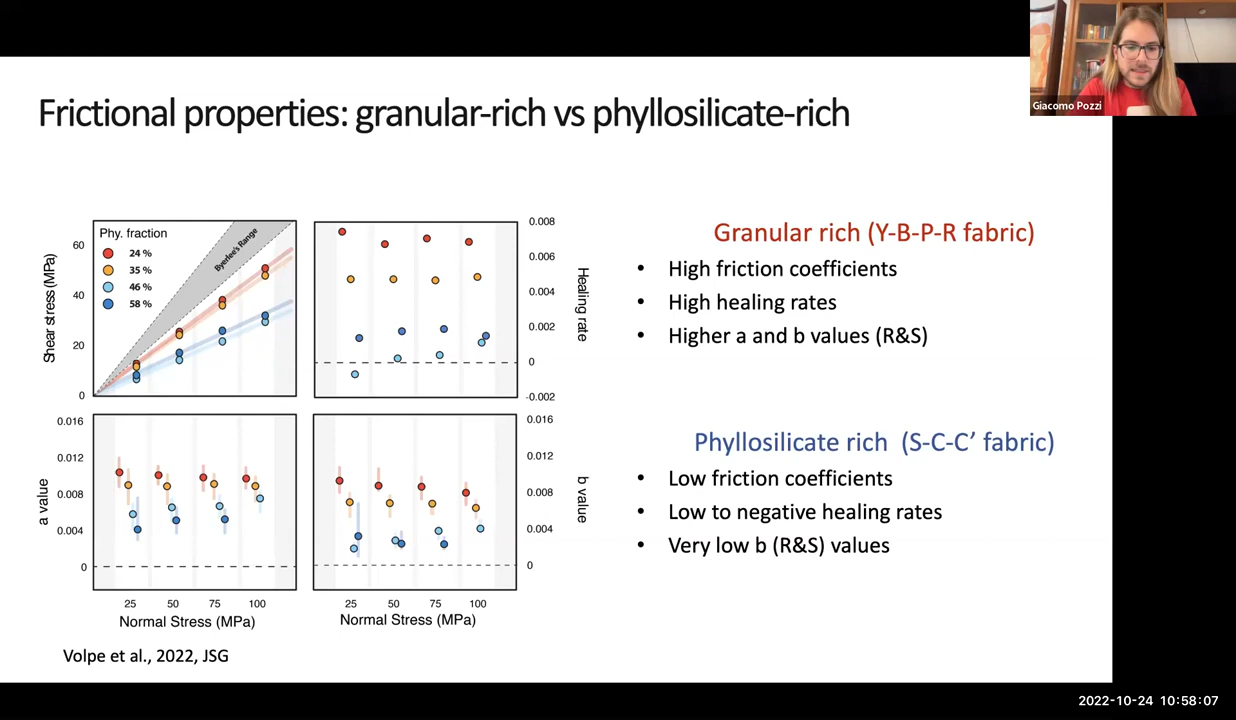 Giacomo Pozzi
Frictional properties: granular-rich vs phyllosilicate-rich
Shear stress (MPa)
60
40
20
0
Phy. fraction
24 %
35 %
46 %
58 %
Byerlee's Range
0.008
0.006
0.004
0.002
0
-0.002
Healing rate
a value
0.016
0.012
0.008
0.004
0
25 50 75 100
Normal Stress (MPa)
0.016
0.012
0.008
0.004
0
b value
25 50 75 100
Normal Stress (MPa)
Volpe et al., 2022, JSG
Granular rich (Y-B-P-R fabric)
• High friction coefficients
• High healing rates
• Higher a and b values (R&S)
Phyllosilicate rich (S-C-C’ fabric)
• Low friction coefficients
• Low to negative healing rates
• Very low b (R&S) values
2022-10-24 10:58:07